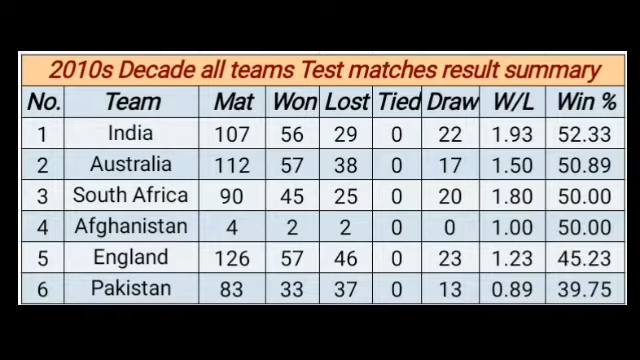 2010s Decade all teams Test matches result summary
No. Team Mat Won Lost Tied Draw W/L Win %
1 India 107 56 29 0 22 1.93 52.33
2 Australia 112 57 38 0 17 1.50 50.89
3 South Africa 90 45 25 0 20 1.80 50.00
4 Afghanistan 4 2 2 0 0 1.00 50.00
5 England 126 57 46 0 23 1.23 45.23
6 Pakistan 83 33 37 0 13 0.89 39.75